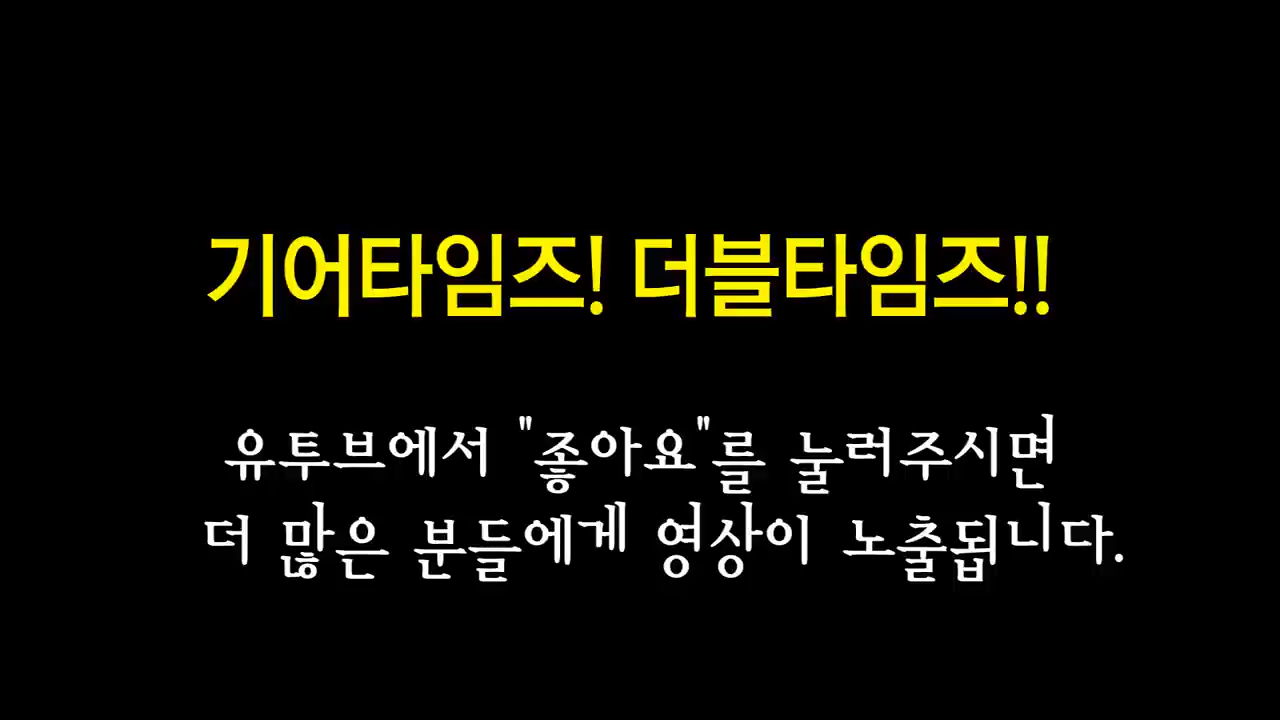 기어타임즈! 더블타임즈!!
유투브에서 "좋아요"를 눌러주시면
더 많은 분들에게 영상이 노출됩니다.